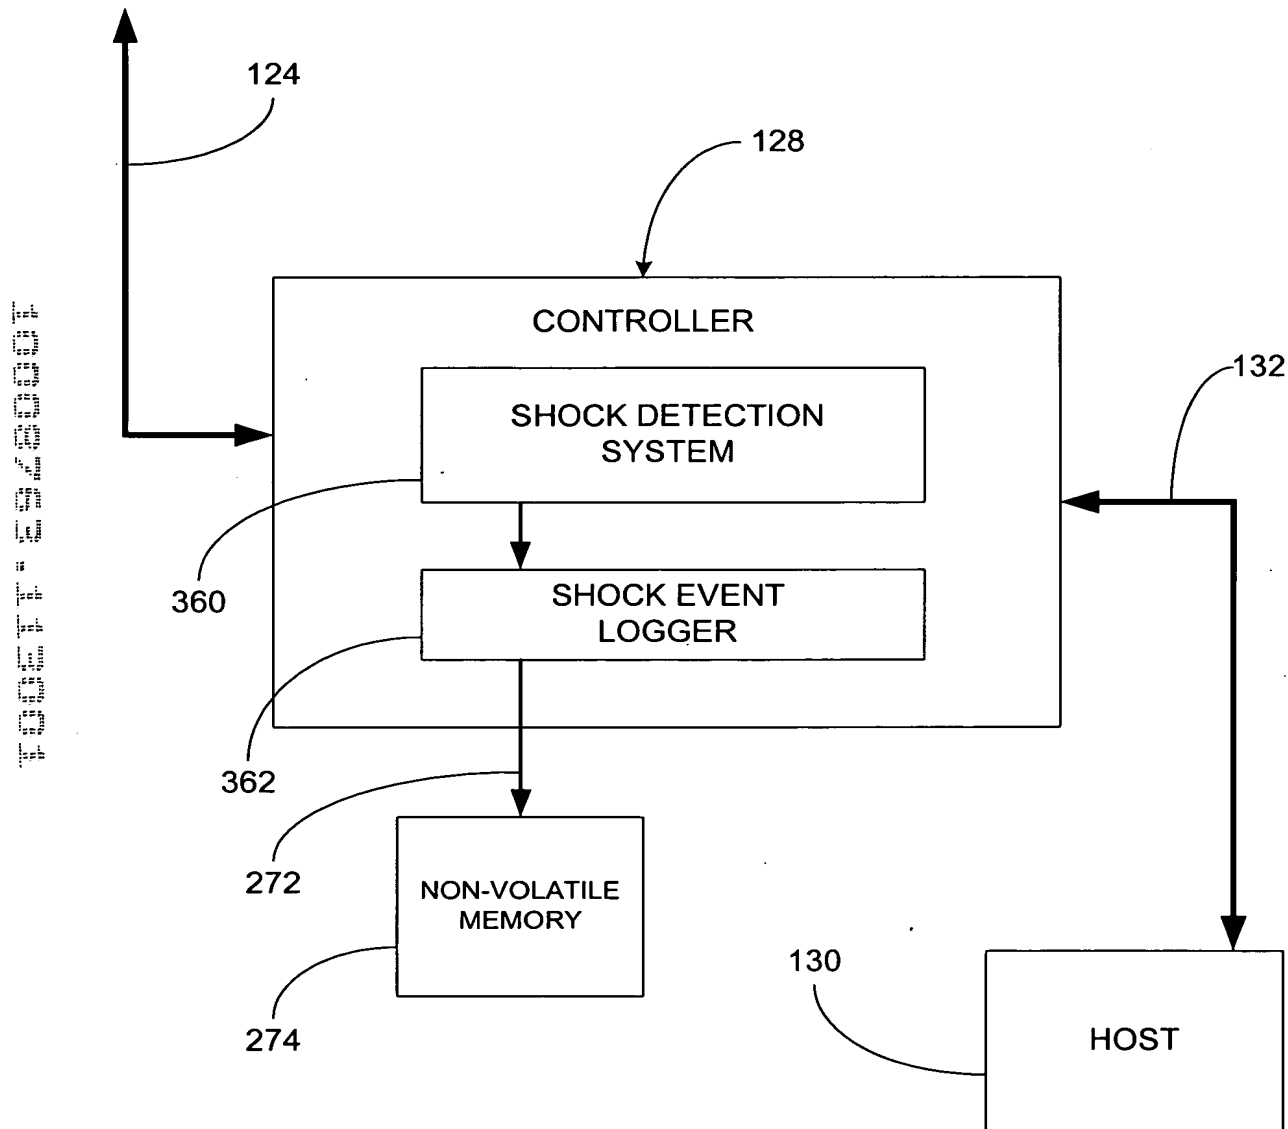 124
128
CONTROLLER
132
SHOCK DETECTION
SYSTEM
360
SHOCK EVENT
LOGGER
362
272
NON-VOLATILE
MEMORY
130
274
HOST